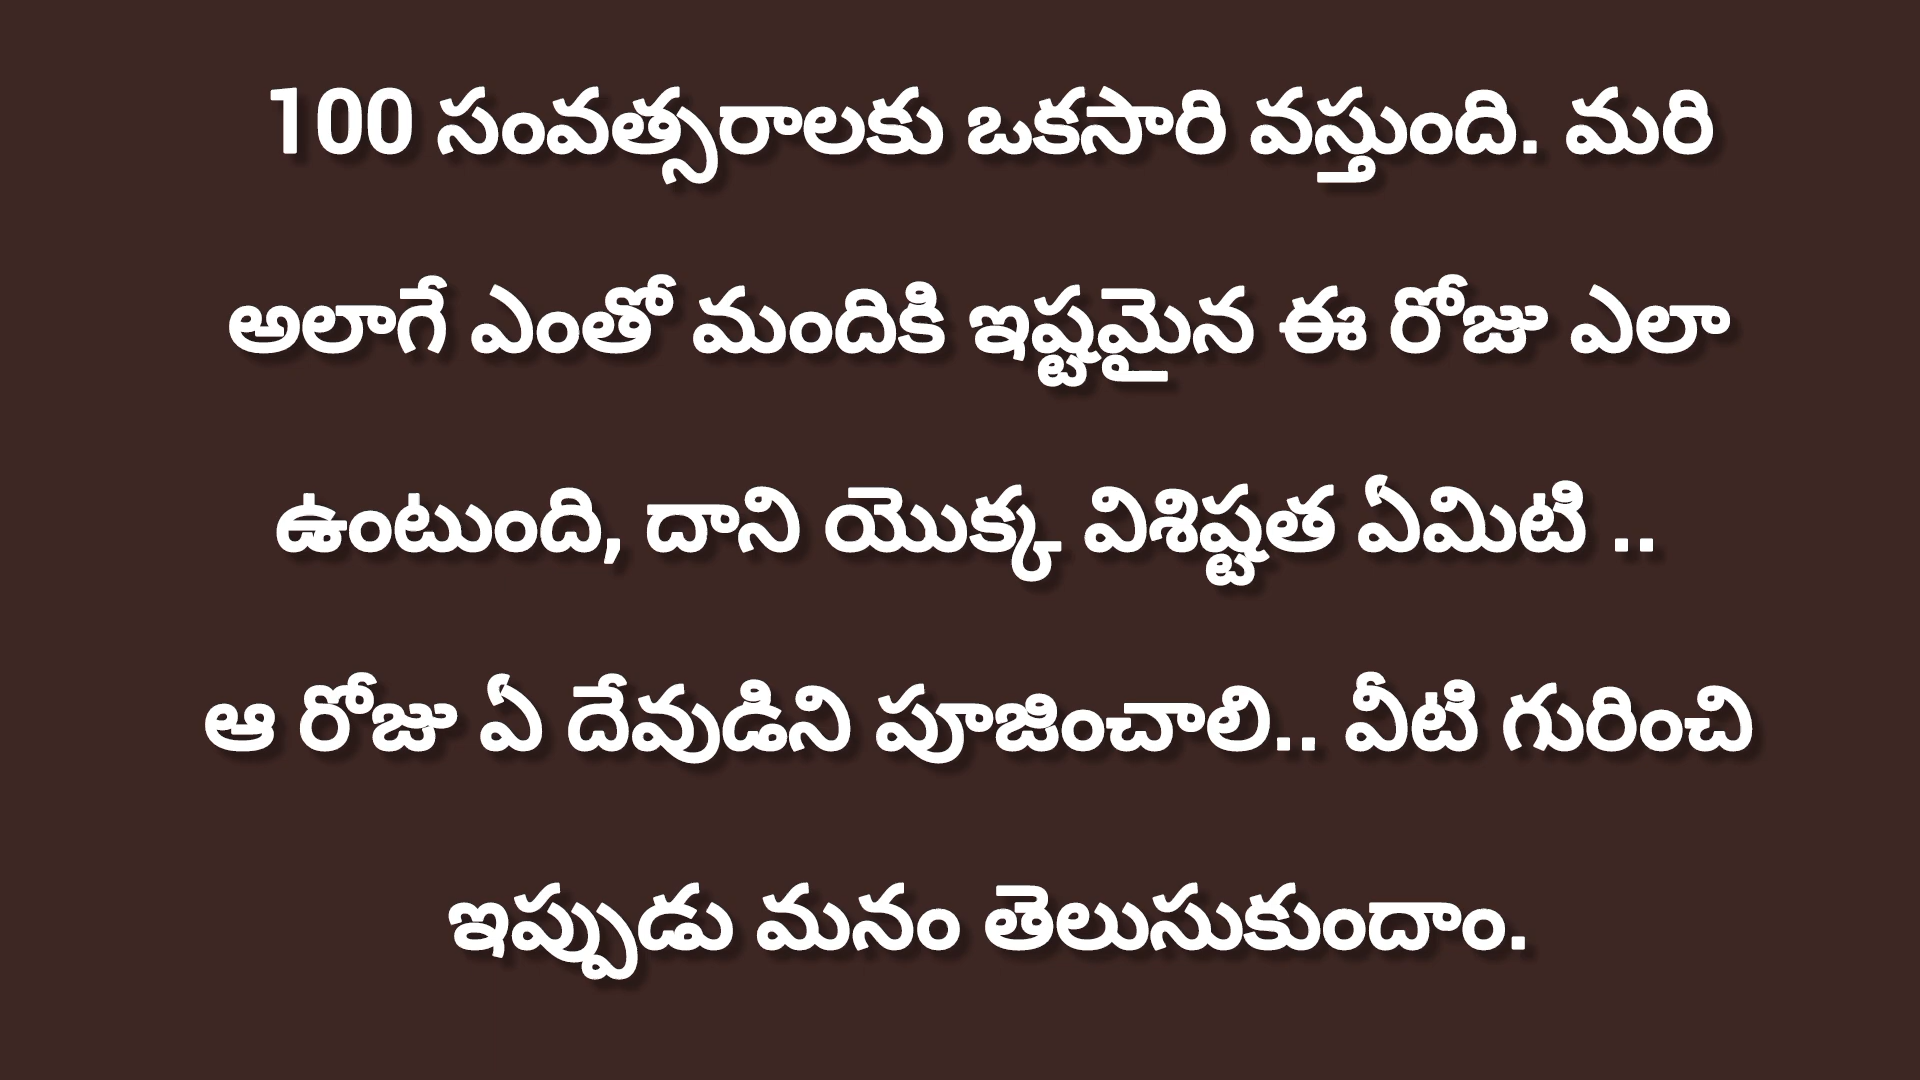 100 సంవత్సరాలకు ఒకసారి వస్తుంది. మరి
అలాగే ఎంతో మందికి ఇష్టమైన ఈ రోజు ఎలా
ఉంటుంది, దాని యొక్క విశిష్టత ఏమిటి ..
ఆ రోజు ఏ దేవుడిని పూజించాలి.. వీటి గురించి
ఇప్పుడు మనం తెలుసుకుందాం.